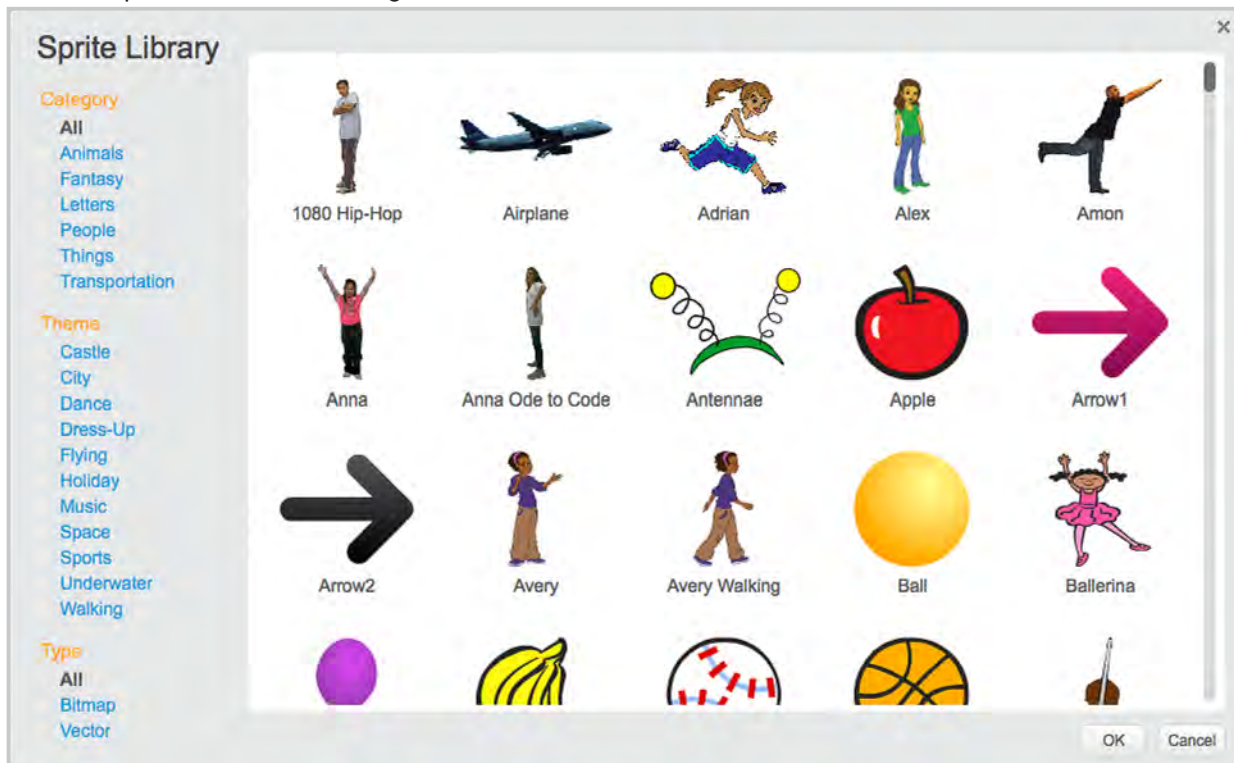 Sprite Library
×
Category
All
Animals
Fantasy
Letters
People
Things
Transportation
Theme
Castle
City
Dance
Dress-Up
Flying
Holiday
Music
Space
Sports
Underwater
Walking
Type
All
Bitmap
Vector
1080 Hip-Hop Airplane Adrian Alex Amon
Anna Anna Ode to Code Antennae Apple Arrow1
Arrow2 Avery Avery Walking Ball Ballerina
OK Cancel